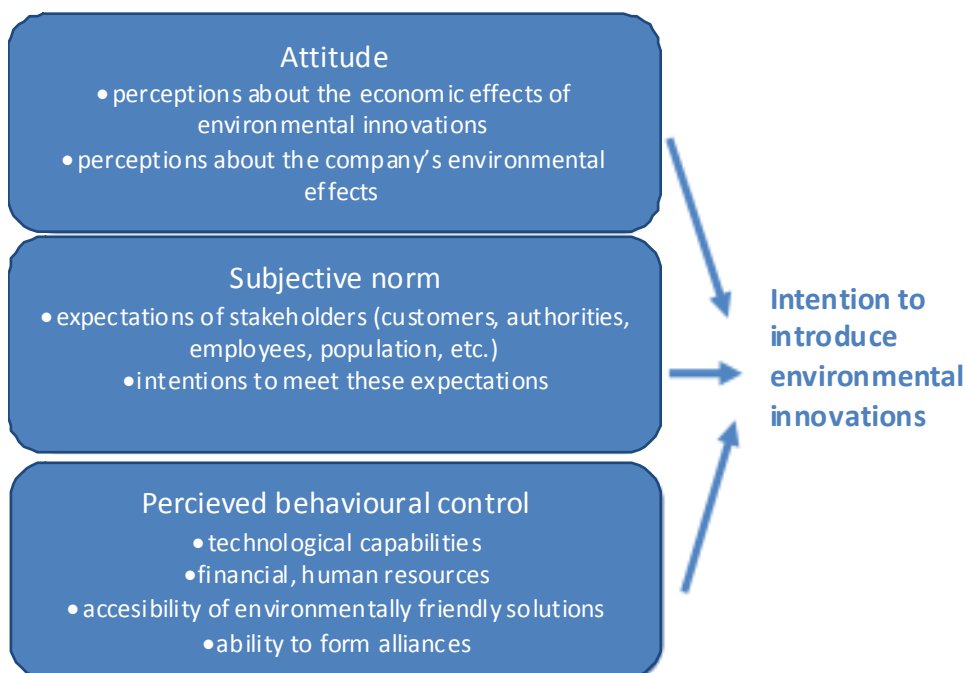 Attitude
• perceptions about the economic effects of
environmental innovations
• perceptions about the company's environmental
effects
Subjective norm
• expectations of stakeholders (customers, authorities,
employees, population, etc.)
• intentions to meet these expectations
Intention to
introduce
environmental
innovations
Percieved behavioural control
• technological capabilities
• financial, human resources
• accesibility of environmentally friendly solutions
• ability to form alliances